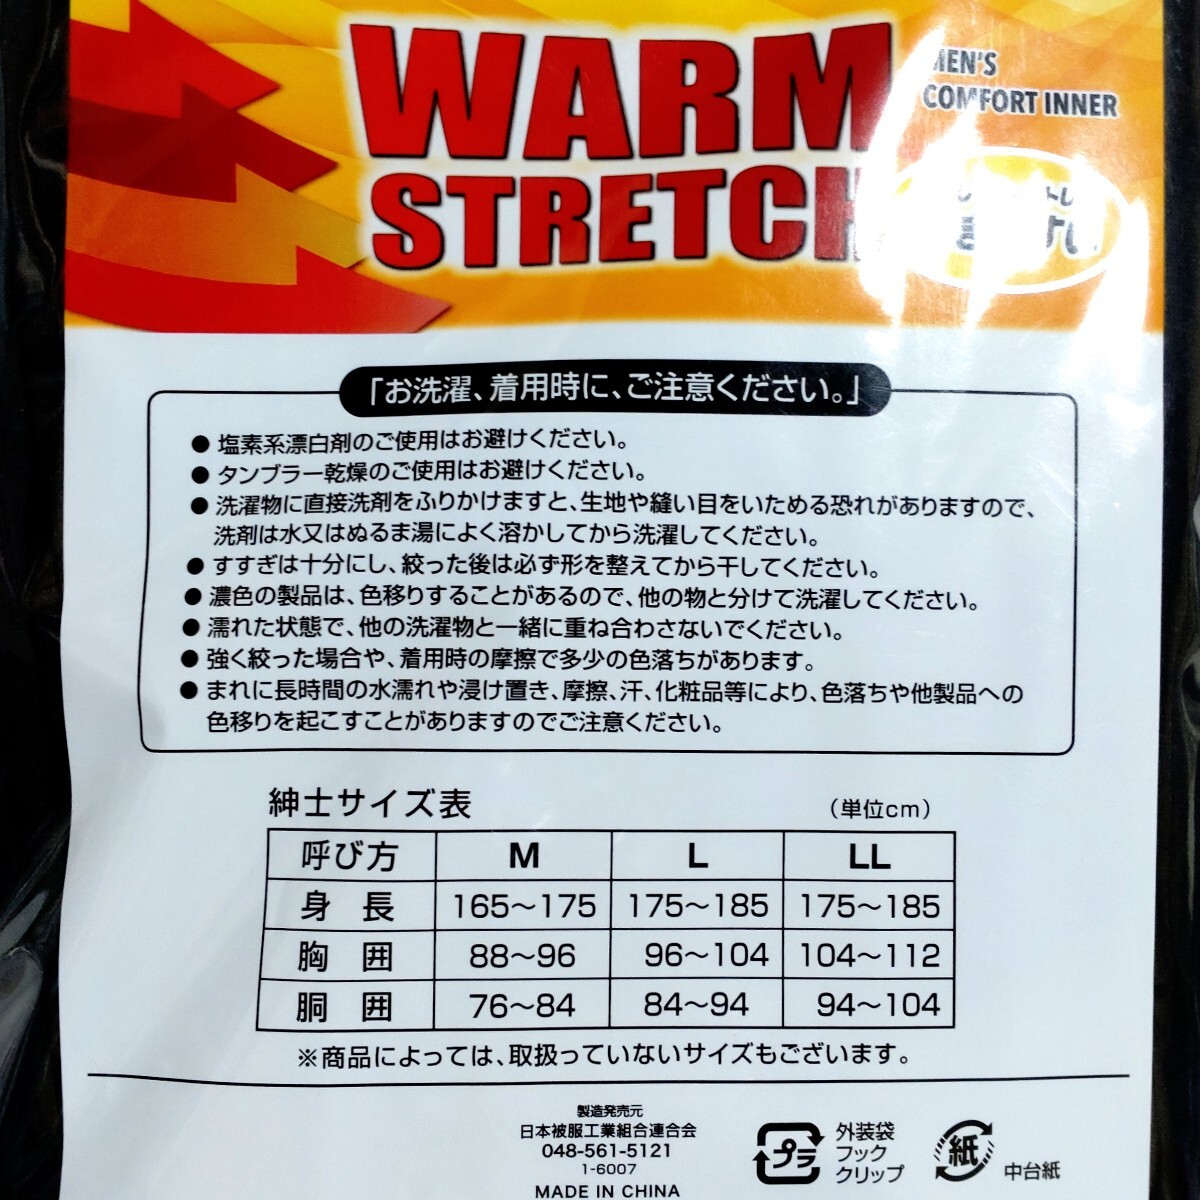 WARM
STRETCH
MEN'S
COMFORT INNER
「お洗濯、着用時に、ご注意ください。」
● 塩素系漂白剤のご使用はお避けください。
● タンブラー乾燥のご使用はお避けください。
● 洗濯物に直接洗剤をふりかけますと、生地や縫い目をいためる恐れがありますので、
洗剤は水又はぬるま湯によく溶かしてから洗濯してください。
● すすぎは十分にし、絞った後は必ず形を整えてから干してください。
● 濃色の製品は、色移りすることがあるので、他の物と分けて洗濯してください。
● 濡れた状態で、他の洗濯物と一緒に重ね合わさないでください。
● 強く絞った場合や、着用時の摩擦で多少の色落ちがあります。
● まれに長時間の水濡れや浸け置き、摩擦、汗、化粧品等により、色落ちや他製品への
色移りを起こすことがありますのでご注意ください。
紳士サイズ表 (単位cm)
呼び方 M L LL
身 長 165〜175 175〜185 175〜185
胸 囲 88〜96 96〜104 104〜112
胴 囲 76〜84 84〜94 94〜104
※商品によっては、取扱っていないサイズもございます。
製造発売元
日本被服工業組合連合会
048-561-5121
1-6007
MADE IN CHINA
プラ
外装袋
フック
クリップ
紙
中台紙